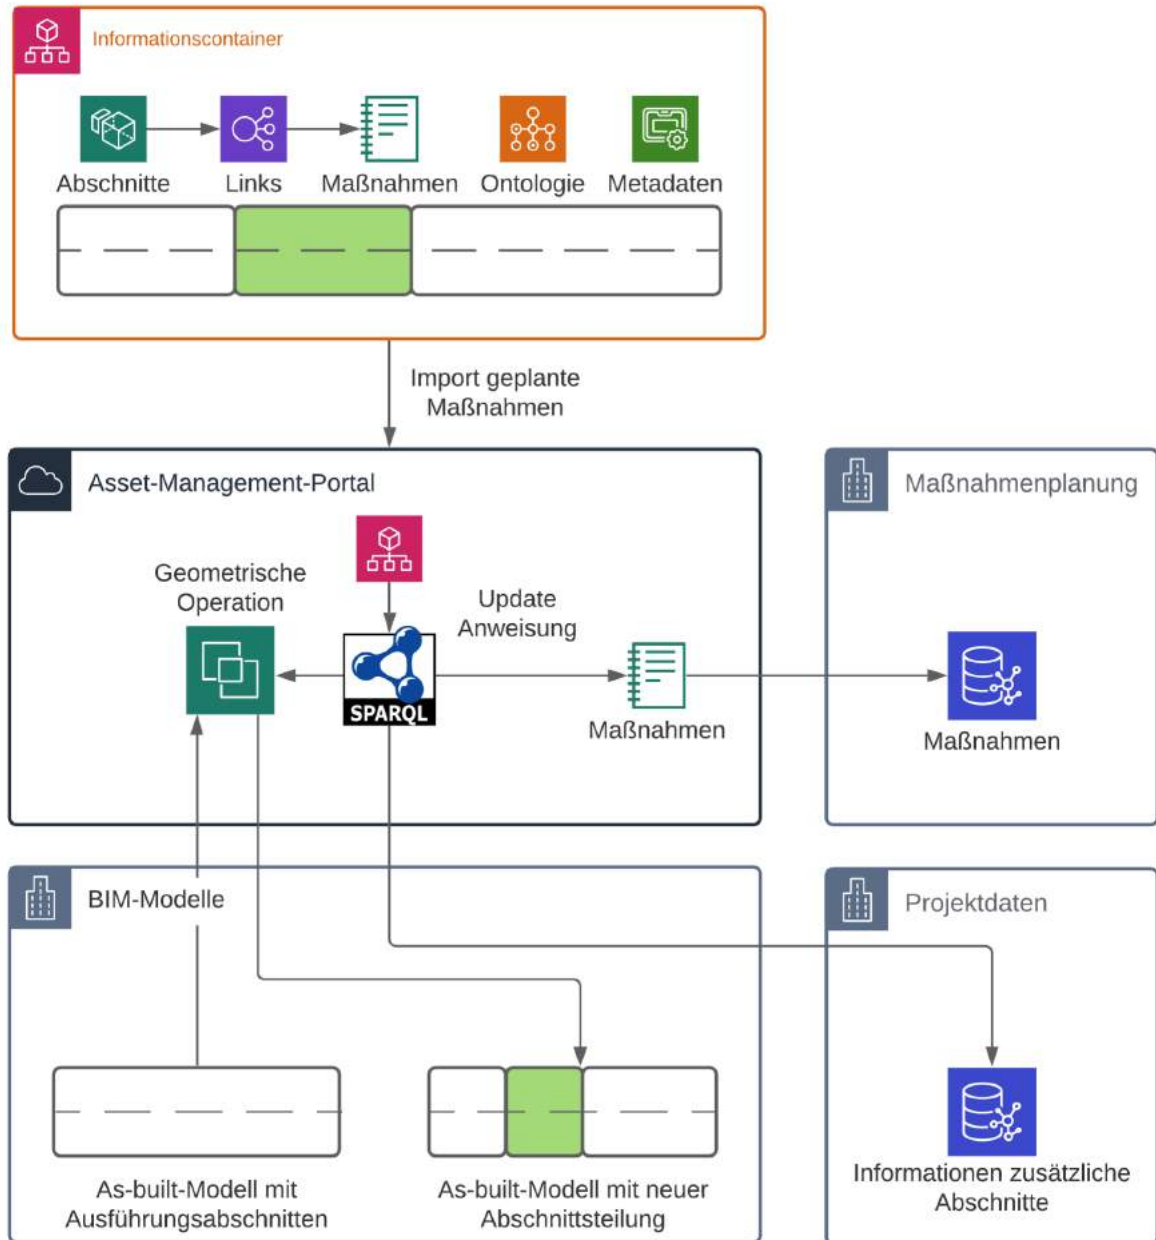 Informationscontainer
Abschnitte
Links
Maßnahmen
Ontologie
Metadaten
Import geplante
Maßnahmen
Asset-Management-Portal
Maßnahmenplanung
Geometrische
Operation
Update
Anweisung
SPARQL
Maßnahmen
Maßnahmen
BIM-Modelle
Projektdaten
As-built-Modell mit
Ausführungsabschnitten
As-built-Modell mit neuer
Abschnittsteilung
Informationen zusätzliche
Abschnitte